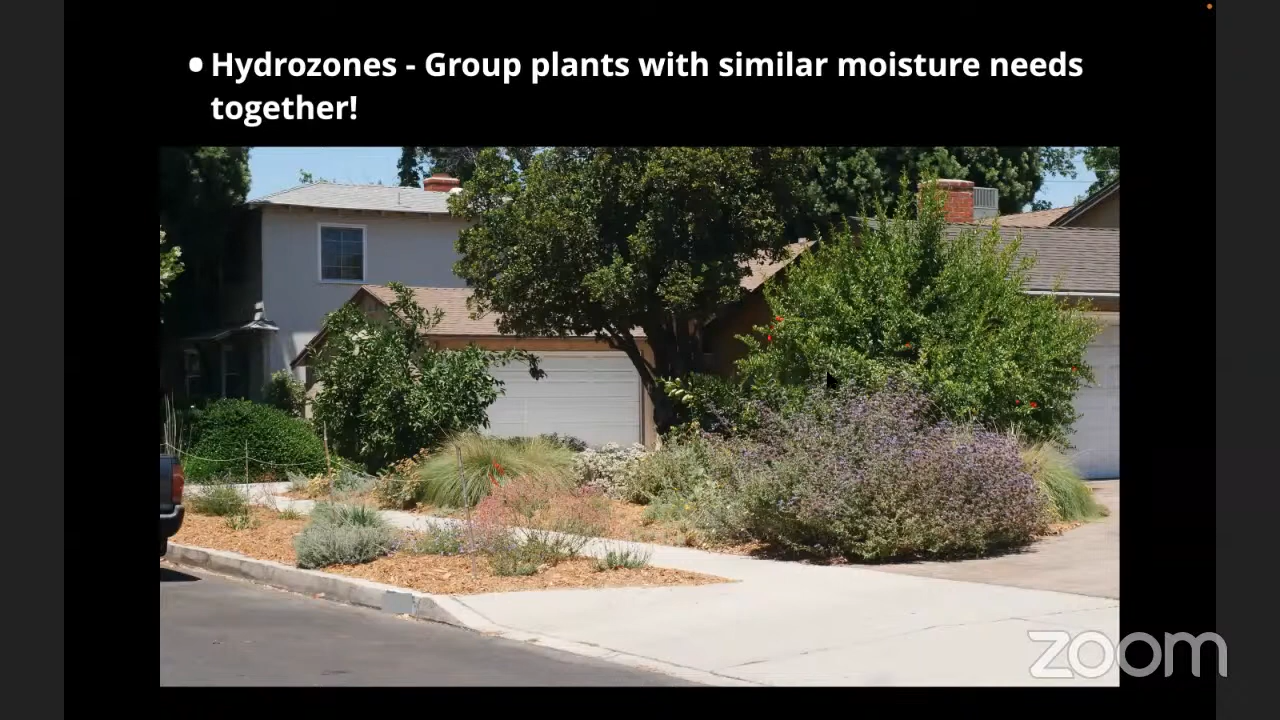 • Hydrozones - Group plants with similar moisture needs
together!
zoom